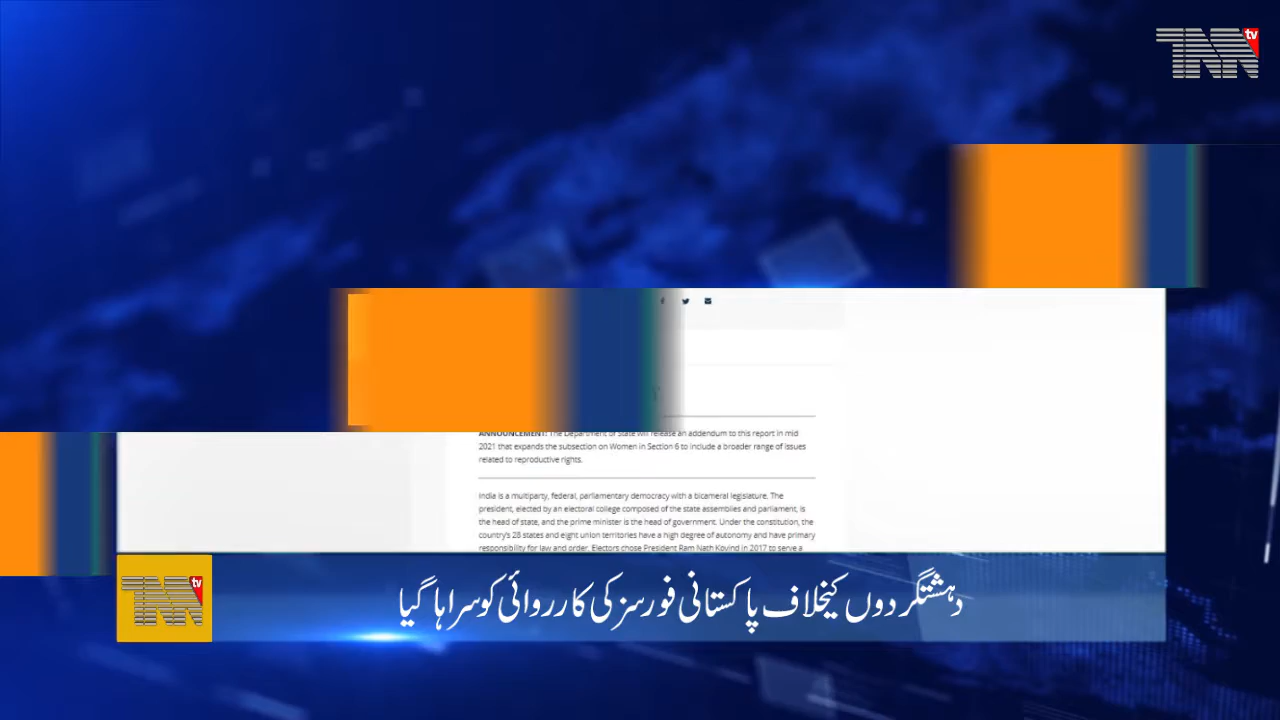 TNN tv
ANNOUNCEMENT: The Department of State will release an addendum to this report in mid
2021 that expands the subsection on Women in Section 6 to include a broader range of issues
related to reproductive rights.
India is a multiparty, federal, parliamentary democracy with a bicameral legislature. The
president, elected by an electoral college composed of the state assemblies and parliament, is
the head of state, and the prime minister is the head of government. Under the constitution, the
country's 28 states and eight union territories have a high degree of autonomy and have primary
responsibility for law and order. Electors chose President Ram Nath Kovind in 2017 to serve a
TNN tv
دہشتگردوں کیخلاف پاکستانی فورسز کی کارروائی کو سراہا گیا